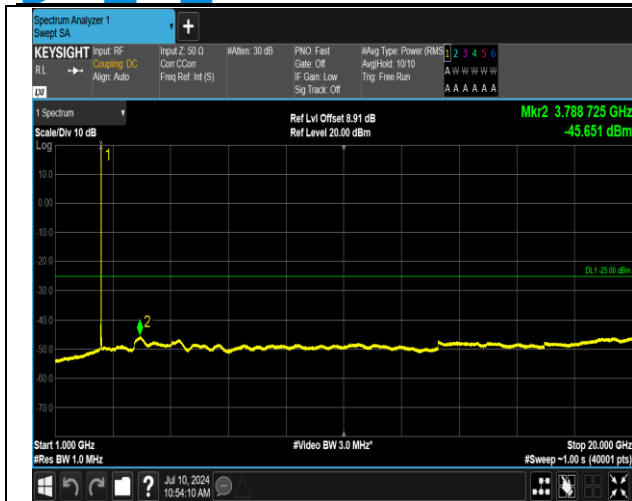 Spectrum Analyzer 1
Swept SA
+
KEYSIGHT
RL
LXI
Input: RF
Coupling: DC
Align: Auto
Input Z: 50 Ω
Corr CCorr
Freq Ref: Int (S)
#Atten: 30 dB
PNO: Fast
Gate: Off
IF Gain: Low
Sig Track: Off
#Avg Type: Power (RMS
Avg|Hold: 10/10
Trig: Free Run
1 2 3 4 5 6
A W W W W W
A A A A A A
1 Spectrum
Scale/Div 10 dB
Ref Lvl Offset 8.91 dB
Ref Level 20.00 dBm
Mkr2 3.788 725 GHz
-45.651 dBm
Log
1
10.0
0.00
-10.0
-20.0
DL1 -25.00 dBm
-30.0
-40.0
2
-50.0
-60.0
-70.0
Start 1.000 GHz
#Res BW 1.0 MHz
#Video BW 3.0 MHz*
Stop 20.000 GHz
#Sweep ~1.00 s (40001 pts)
?
Jul 10, 2024
10:54:10 AM